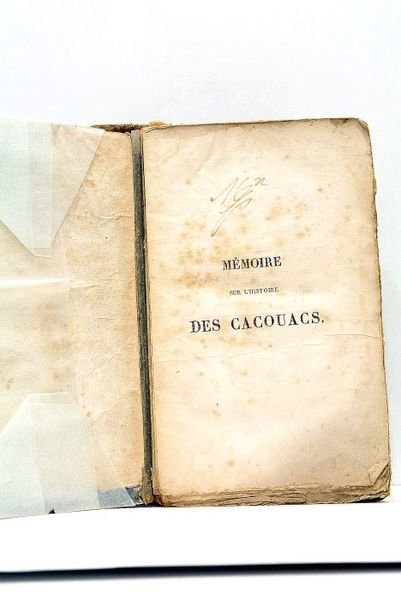 MÉMOIRE
SUR L'HISTOIRE
DES CACOUACS.